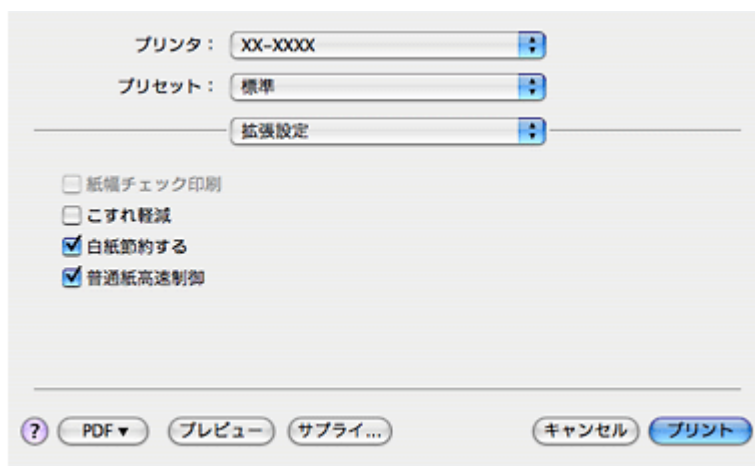 プリンタ： XX-XXXX
プリセット： 標準
拡張設定
紙幅チェック印刷
こすれ軽減
白紙節約する
普通紙高速制御
? PDF▼ プレビュー サプライ... キャンセル プリント